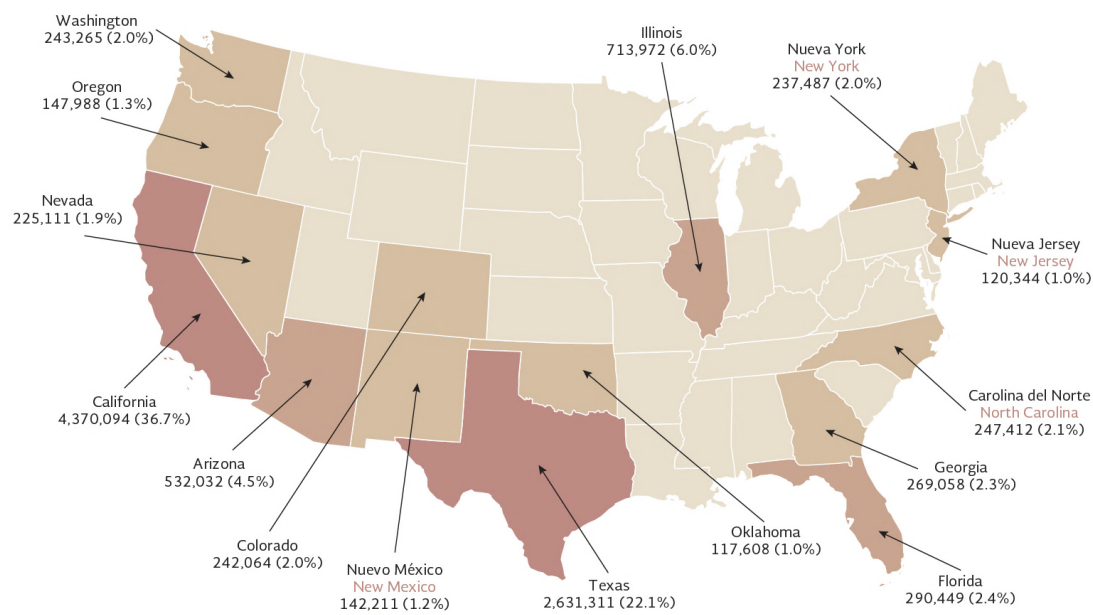 Washington
243,265 (2.0%)
Oregon
147,988 (1.3%)
Nevada
225,111 (1.9%)
California
4,370,094 (36.7%)
Arizona
532,032 (4.5%)
Colorado
242,064 (2.0%)
Nuevo México
New Mexico
142,211 (1.2%)
Texas
2,631,311 (22.1%)
Illinois
713,972 (6.0%)
Nueva York
New York
237,487 (2.0%)
Nueva Jersey
New Jersey
120,344 (1.0%)
Carolina del Norte
North Carolina
247,412 (2.1%)
Georgia
269,058 (2.3%)
Oklahoma
117,608 (1.0%)
Florida
290,449 (2.4%)